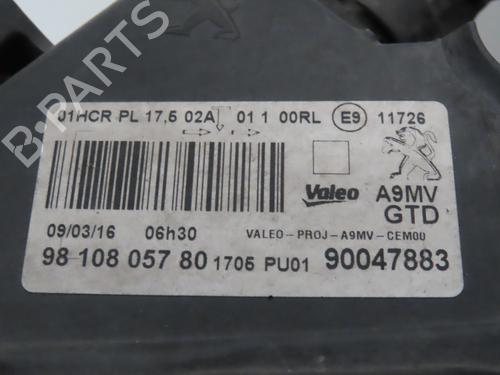 01HCR PL 17,5 02A 01 1 00RL E9 11726
Valeo
A9MV
GTD
09/03/16 06h30 VALEO-PROJ-A9MV-CEM00
98 108 057 80 1705 PU01 90047883
B-PARTS